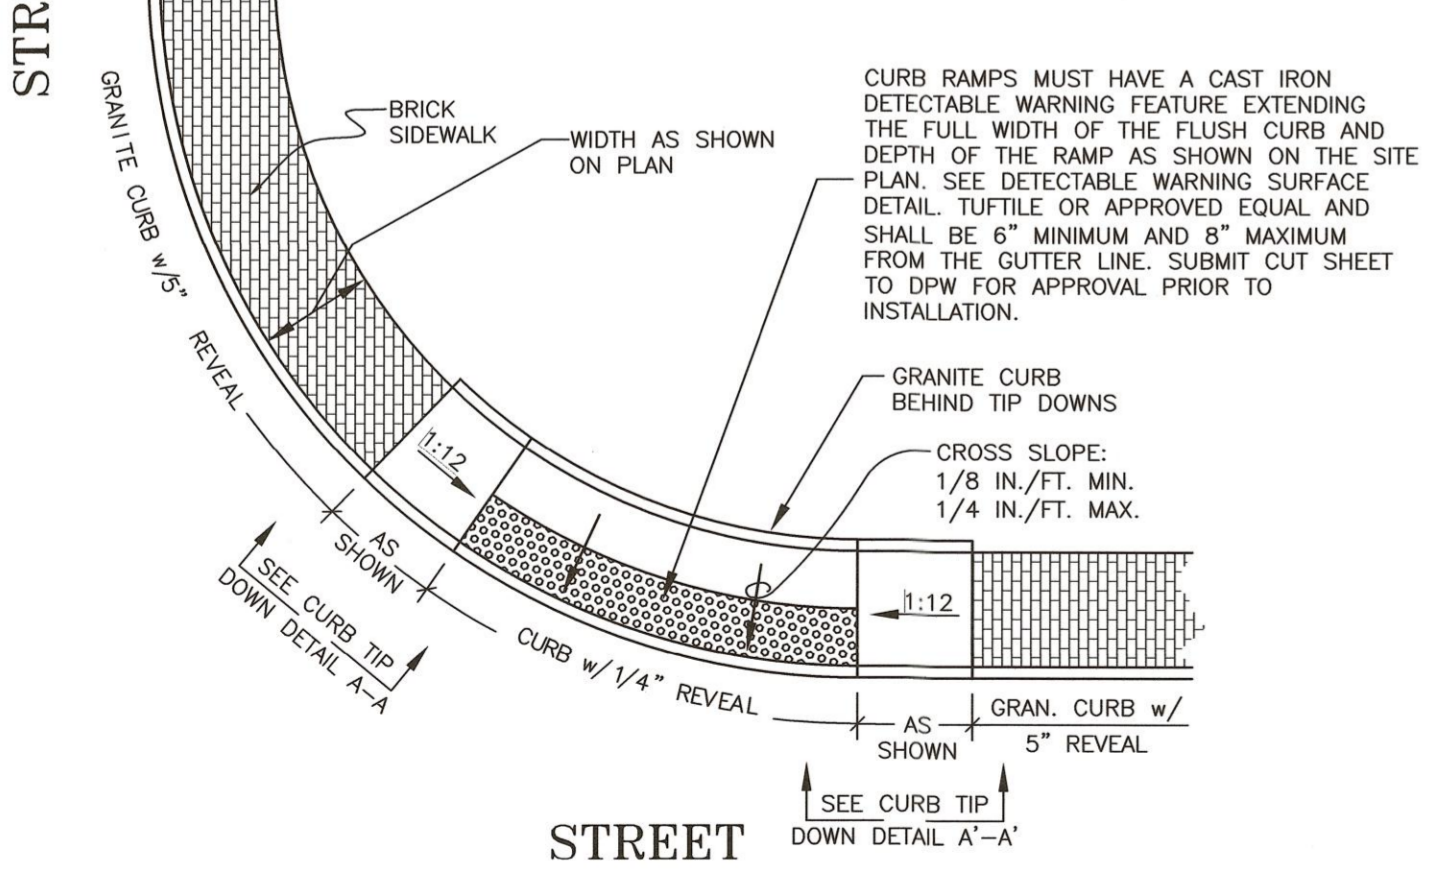 STR
GRANITE CURB w/5" REVEAL
BRICK
SIDEWALK
WIDTH AS SHOWN
ON PLAN
CURB RAMPS MUST HAVE A CAST IRON
DETECTABLE WARNING FEATURE EXTENDING
THE FULL WIDTH OF THE FLUSH CURB AND
DEPTH OF THE RAMP AS SHOWN ON THE SITE
PLAN. SEE DETECTABLE WARNING SURFACE
DETAIL. TUFTILE OR APPROVED EQUAL AND
SHALL BE 6" MINIMUM AND 8" MAXIMUM
FROM THE GUTTER LINE. SUBMIT CUT SHEET
TO DPW FOR APPROVAL PRIOR TO
INSTALLATION.
GRANITE CURB
BEHIND TIP DOWNS
CROSS SLOPE:
1/8 IN./FT. MIN.
1/4 IN./FT. MAX.
1:12
1:12
AS
SHOWN
SEE CURB TIP
DOWN DETAIL A-A
CURB w/ 1/4" REVEAL
AS
SHOWN
GRAN. CURB w/
5" REVEAL
SEE CURB TIP
DOWN DETAIL A'-A'
STREET